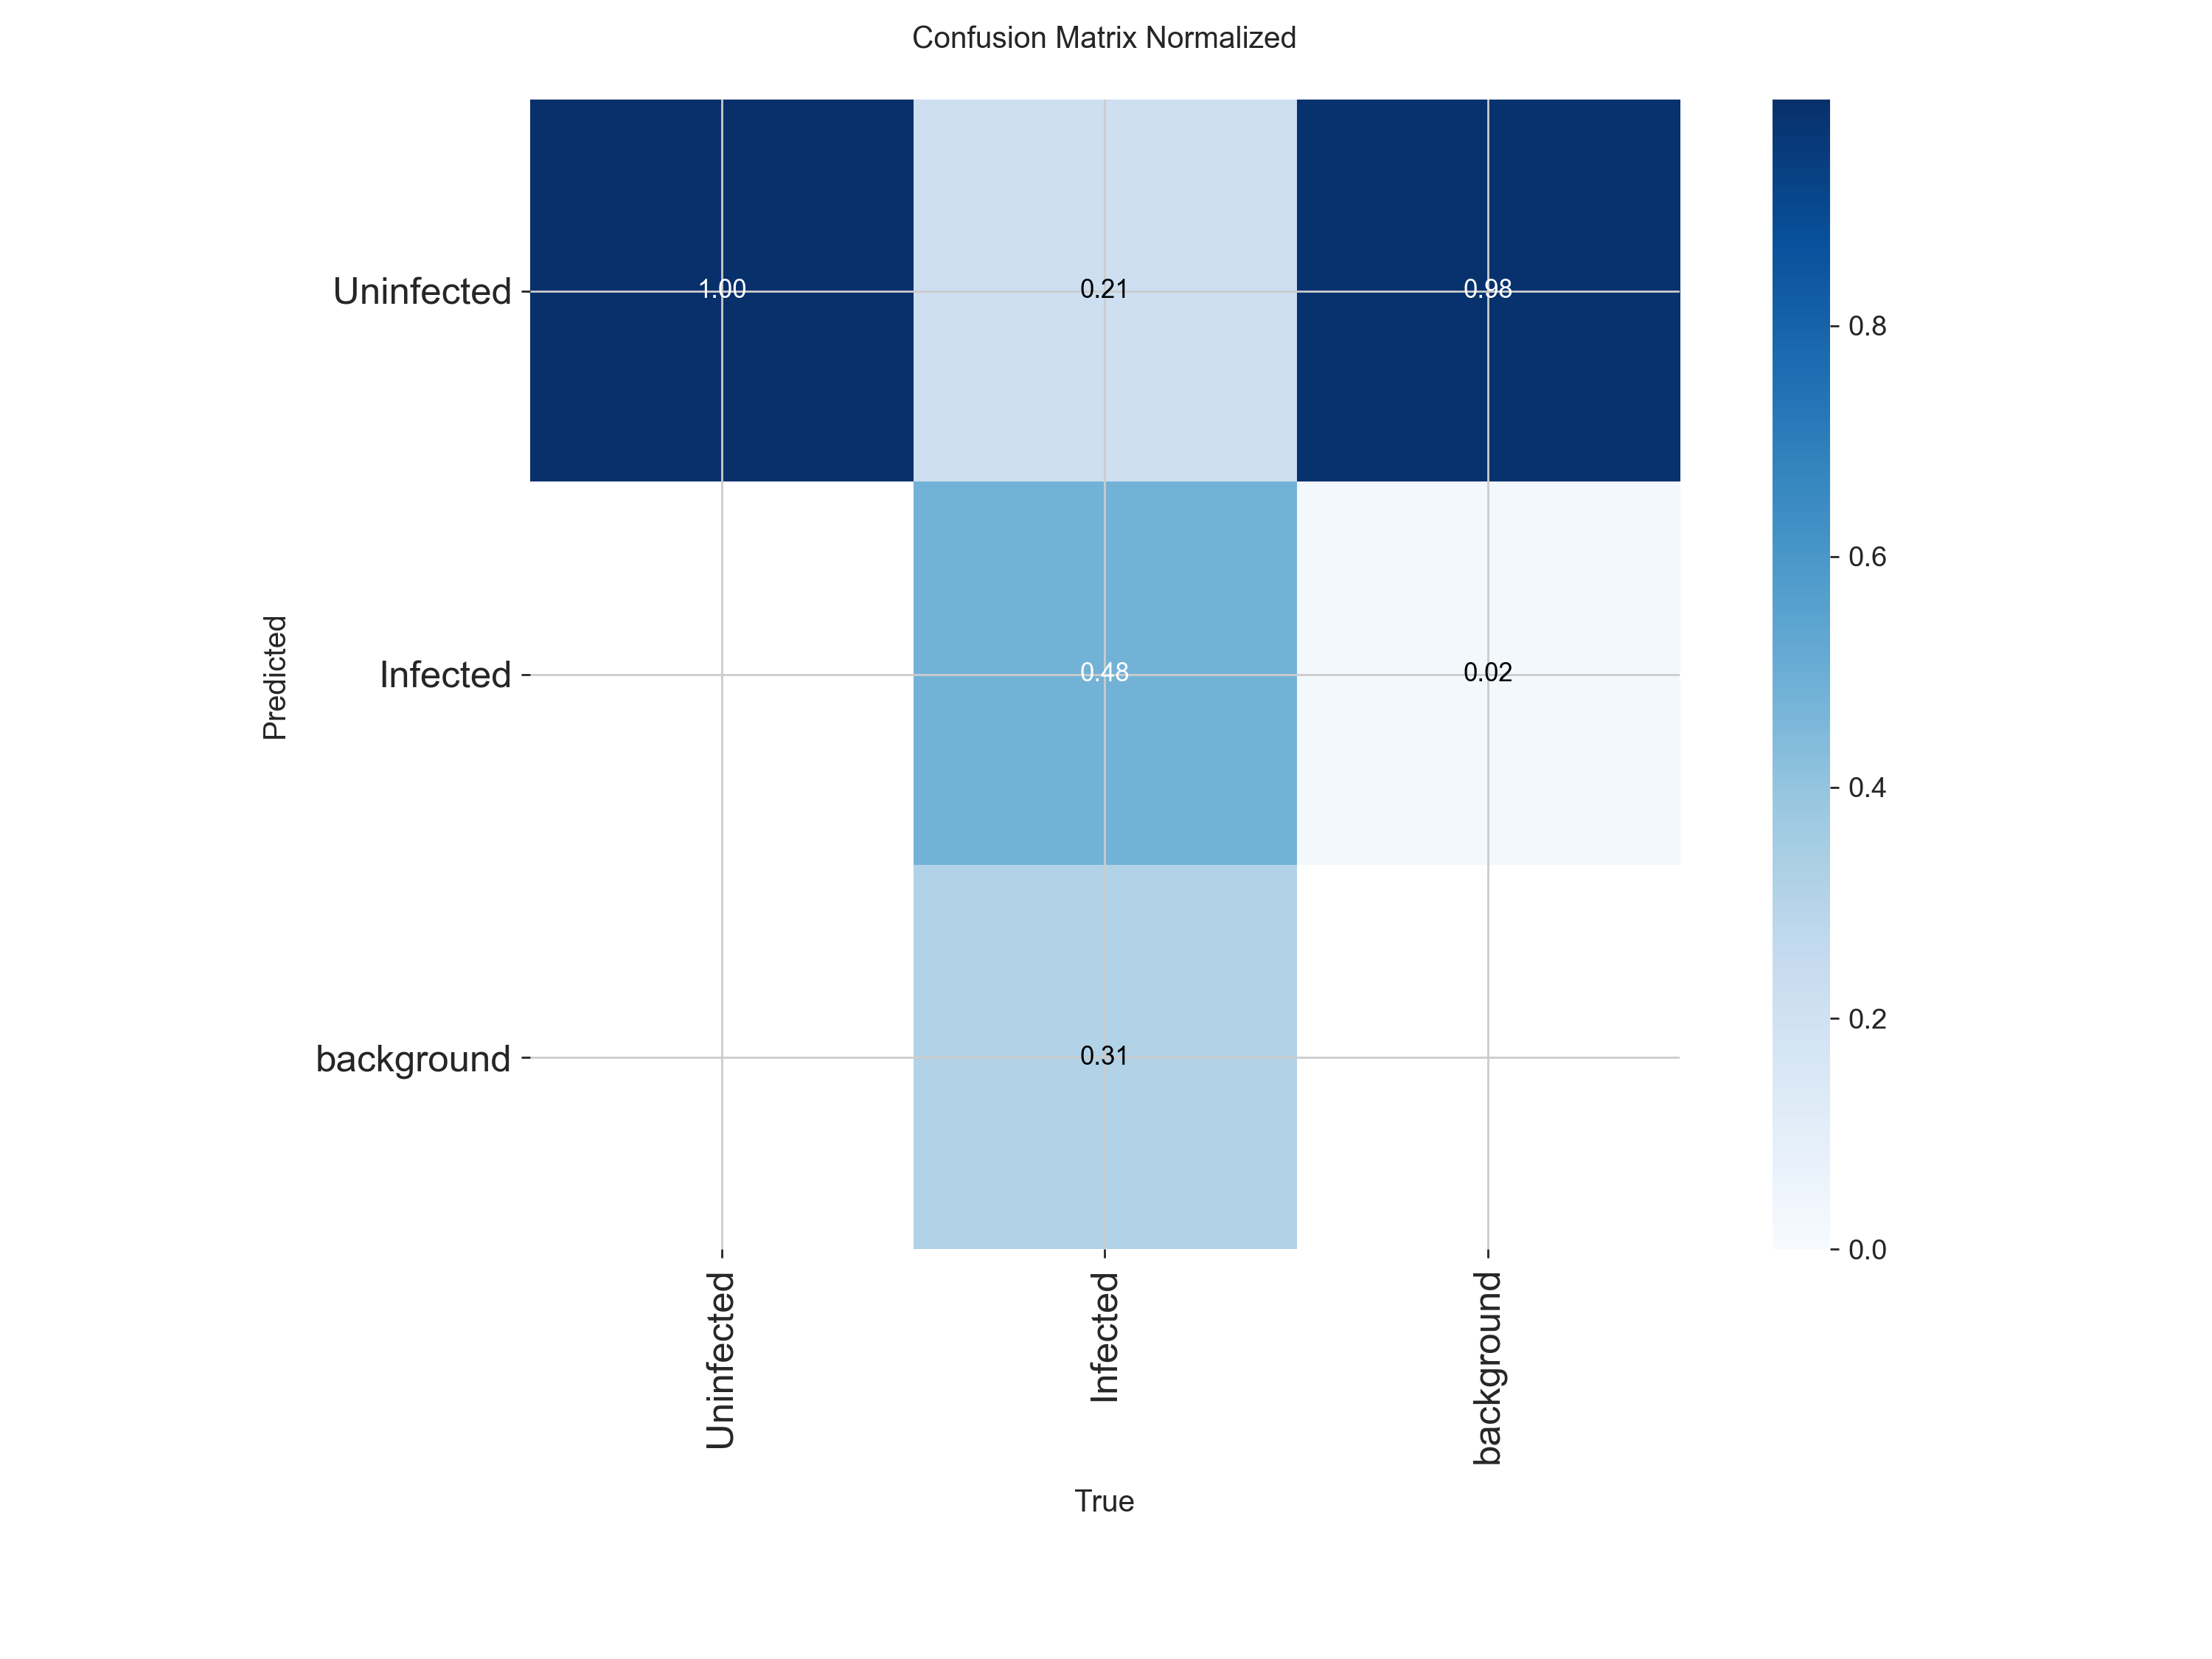 Confusion Matrix Normalized
Uninfected
1.00
0.21
0.98
Infected
0.48
0.02
background
0.31
Predicted
Uninfected
Infected
background
True
0.8
0.6
0.4
0.2
0.0